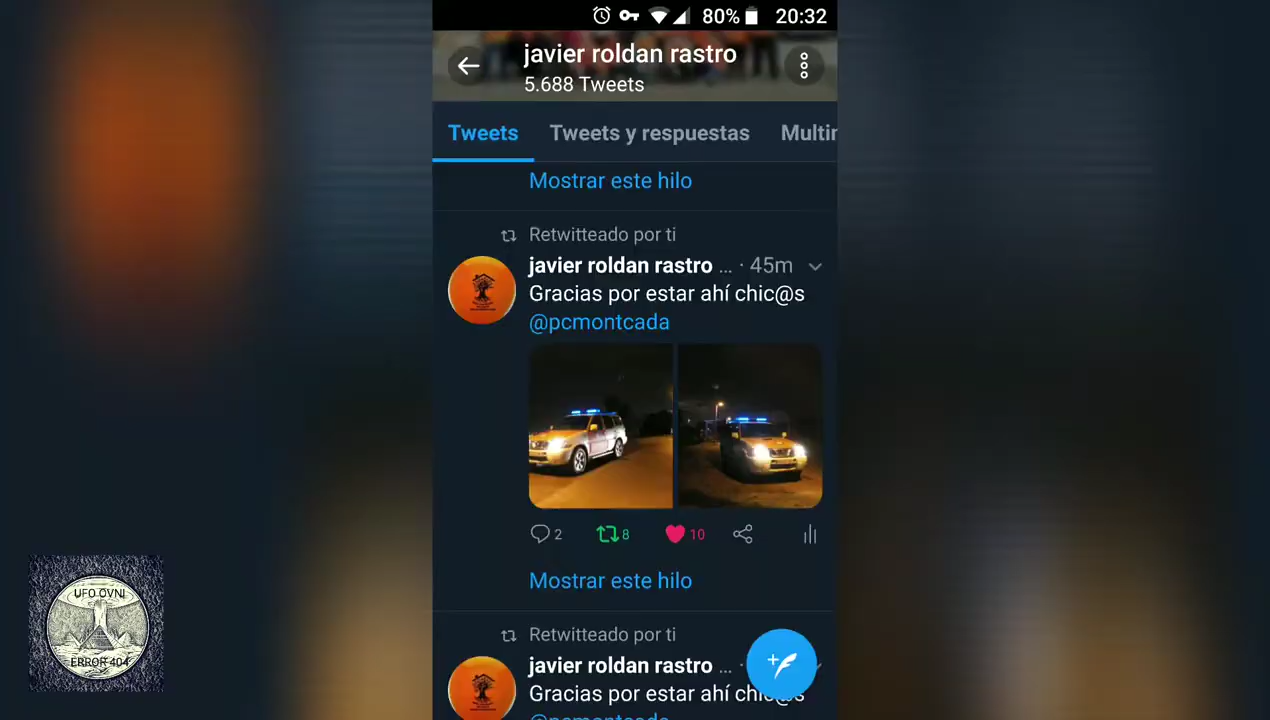 80% 20:32
javier roldan rastro
5.688 Tweets
Tweets Tweets y respuestas Multim
Mostrar este hilo
Retwitteado por ti
javier roldan rastro ... · 45m
Gracias por estar ahí chic@s
@pcmontcada
2 8 10
Mostrar este hilo
Retwitteado por ti
javier roldan rastro ... ·
Gracias por estar ahí chic@s
@pcmontcada
UFO OVNI
ERROR 404